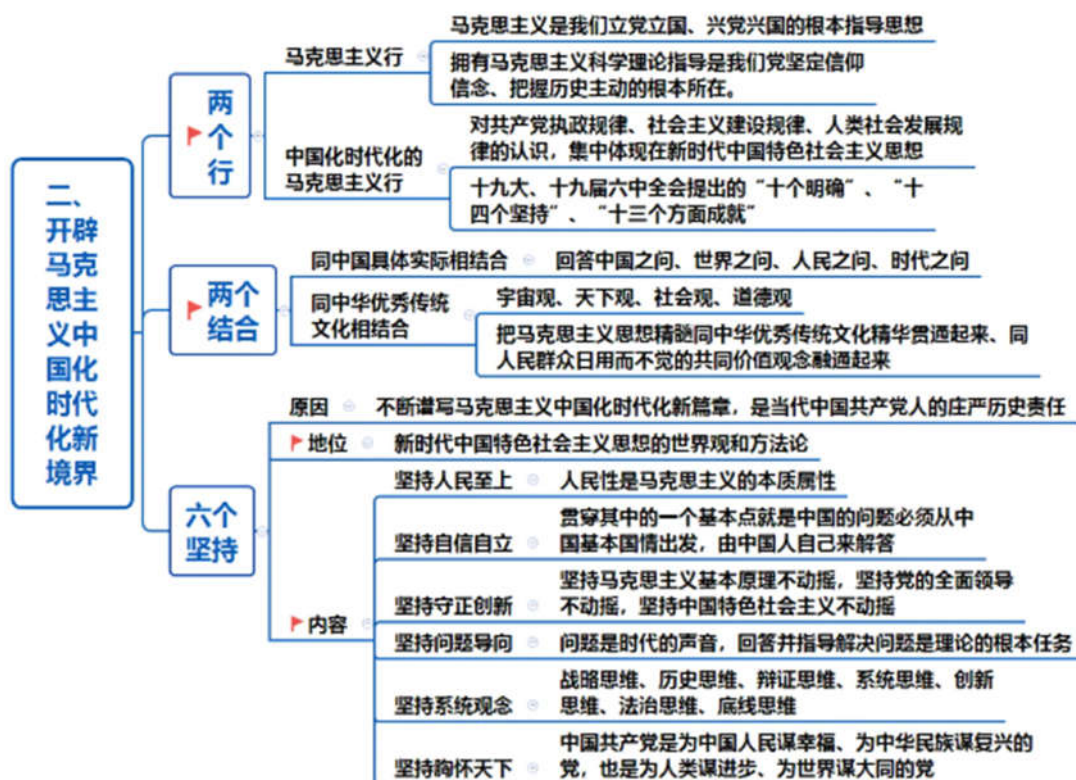 二、
开辟
马克
思主
义中
国化
时代
化新
境界
两
个
行
马克思主义行
马克思主义是我们立党立国、兴党兴国的根本指导思想
拥有马克思主义科学理论指导是我们党坚定信仰
信念、把握历史主动的根本所在。
中国化时代化的
马克思主义行
对共产党执政规律、社会主义建设规律、人类社会发展规
律的认识，集中体现在新时代中国特色社会主义思想
十九大、十九届六中全会提出的“十个明确”、“十
四个坚持”、“十三个方面成就”
两个
结合
同中国具体实际相结合
回答中国之问、世界之问、人民之问、时代之问
同中华优秀传统
文化相结合
宇宙观、天下观、社会观、道德观
把马克思主义思想精髓同中华优秀传统文化精华贯通起来、同
人民群众日用而不觉的共同价值观念融通起来
六个
坚持
原因
不断谱写马克思主义中国化时代化新篇章，是当代中国共产党人的庄严历史责任
地位
新时代中国特色社会主义思想的世界观和方法论
内容
坚持人民至上
人民性是马克思主义的本质属性
坚持自信自立
贯穿其中的一个基本点就是中国的问题必须从中
国基本国情出发，由中国人自己来解答
坚持守正创新
坚持马克思主义基本原理不动摇，坚持党的全面领导
不动摇，坚持中国特色社会主义不动摇
坚持问题导向
问题是时代的声音，回答并指导解决问题是理论的根本任务
坚持系统观念
战略思维、历史思维、辩证思维、系统思维、创新
思维、法治思维、底线思维
坚持胸怀天下
中国共产党是为中国人民谋幸福、为中华民族谋复兴的
党，也是为人类谋进步、为世界谋大同的党